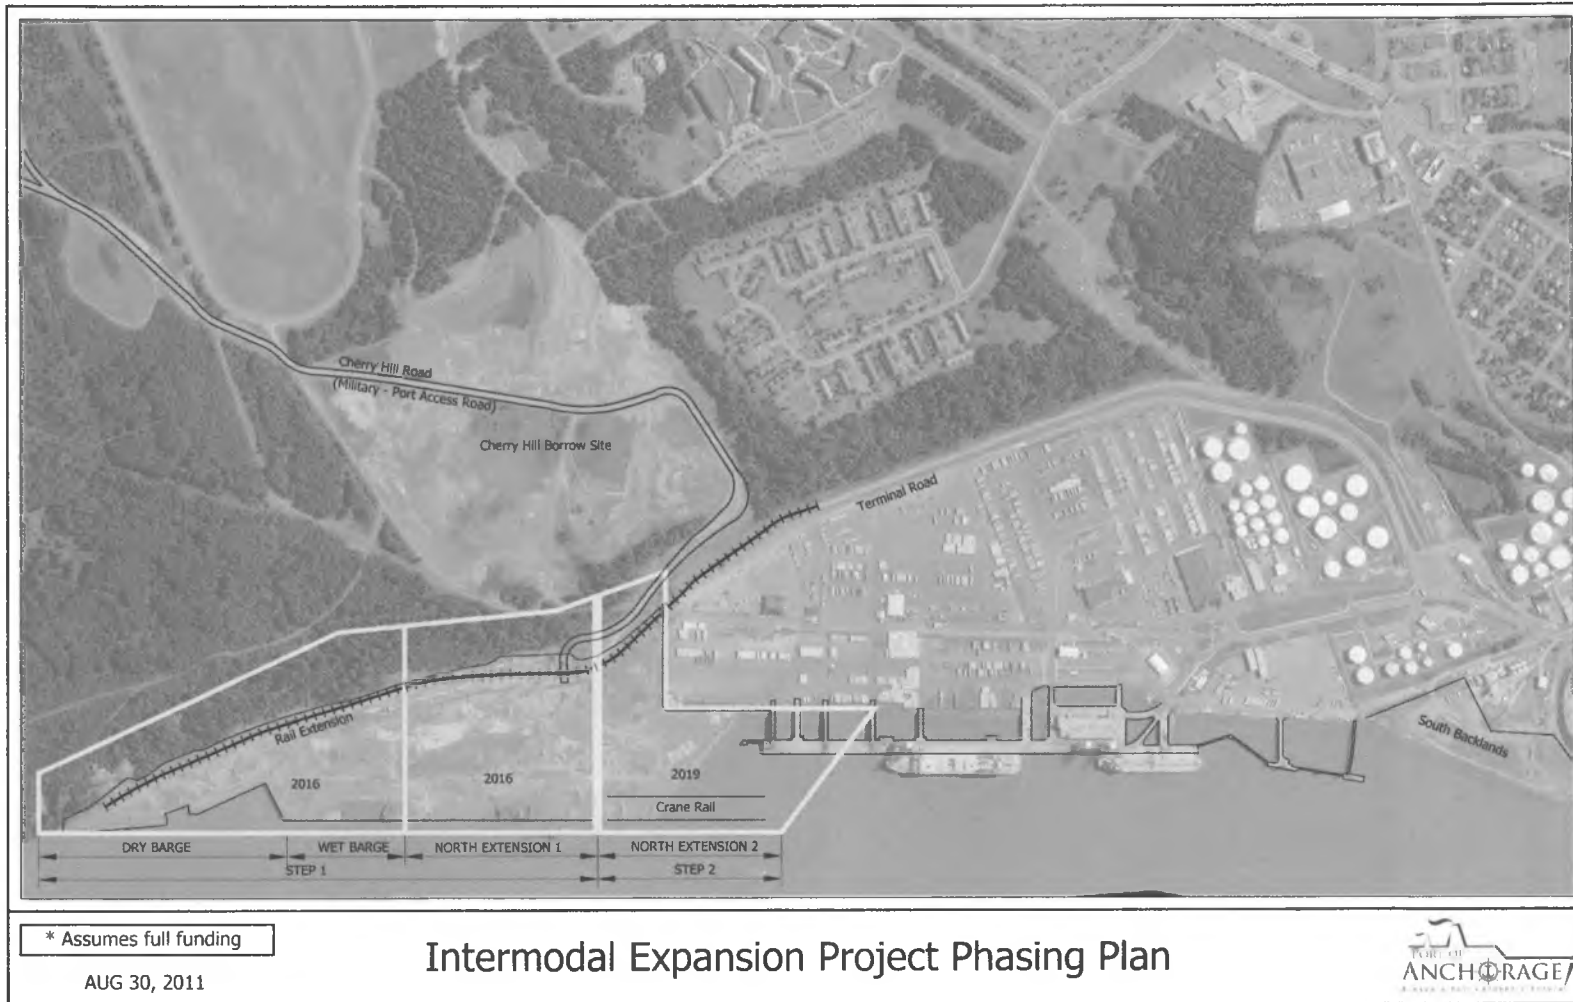 Cherry Hill Road
(Military - Port Access Road)
Cherry Hill Borrow Site
Terminal Road
Rail Extension
South Backlands
2016
2016
2019
Crane Rail
DRY BARGE
WET BARGE
NORTH EXTENSION 1
NORTH EXTENSION 2
STEP 1
STEP 2
* Assumes full funding
AUG 30, 2011
Intermodal Expansion Project Phasing Plan
PORT OF
ANCHORAGE